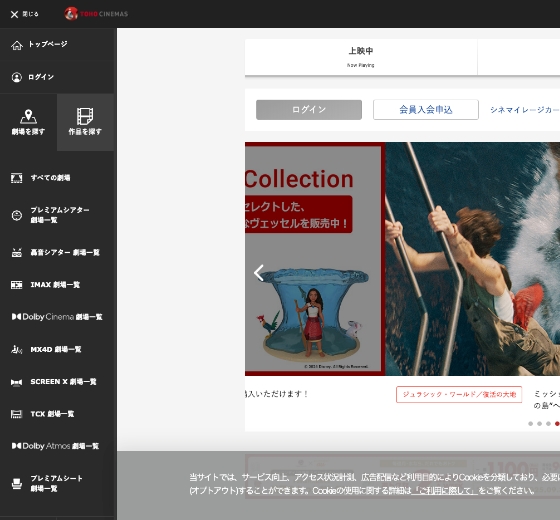 閉じる
TOHO CINEMAS
トップページ
ログイン
劇場を探す
作品を探す
すべての劇場
プレミアムシアター
劇場一覧
轟音シアター 劇場一覧
IMAX 劇場一覧
Dolby Cinema 劇場一覧
MX4D 劇場一覧
SCREEN X 劇場一覧
TCX 劇場一覧
Dolby Atmos 劇場一覧
プレミアムシート
劇場一覧
上映中
Now Playing
ログイン
会員入会申込
シネマイレージカー
Collection
セレクトした、
なヴェッセルを販売中！
© 2025 Disney. All Rights Reserved.
購入いただけます！
ジュラシック・ワールド／復活の大地
ミッシ
の島"へ
当サイトでは、サービス向上、アクセス状況計測、広告配信など利用目的によりCookieを分類しており、必要に
(オプトアウト)することができます。Cookieの使用に関する詳細は「ご利用に際して」をご覧ください。